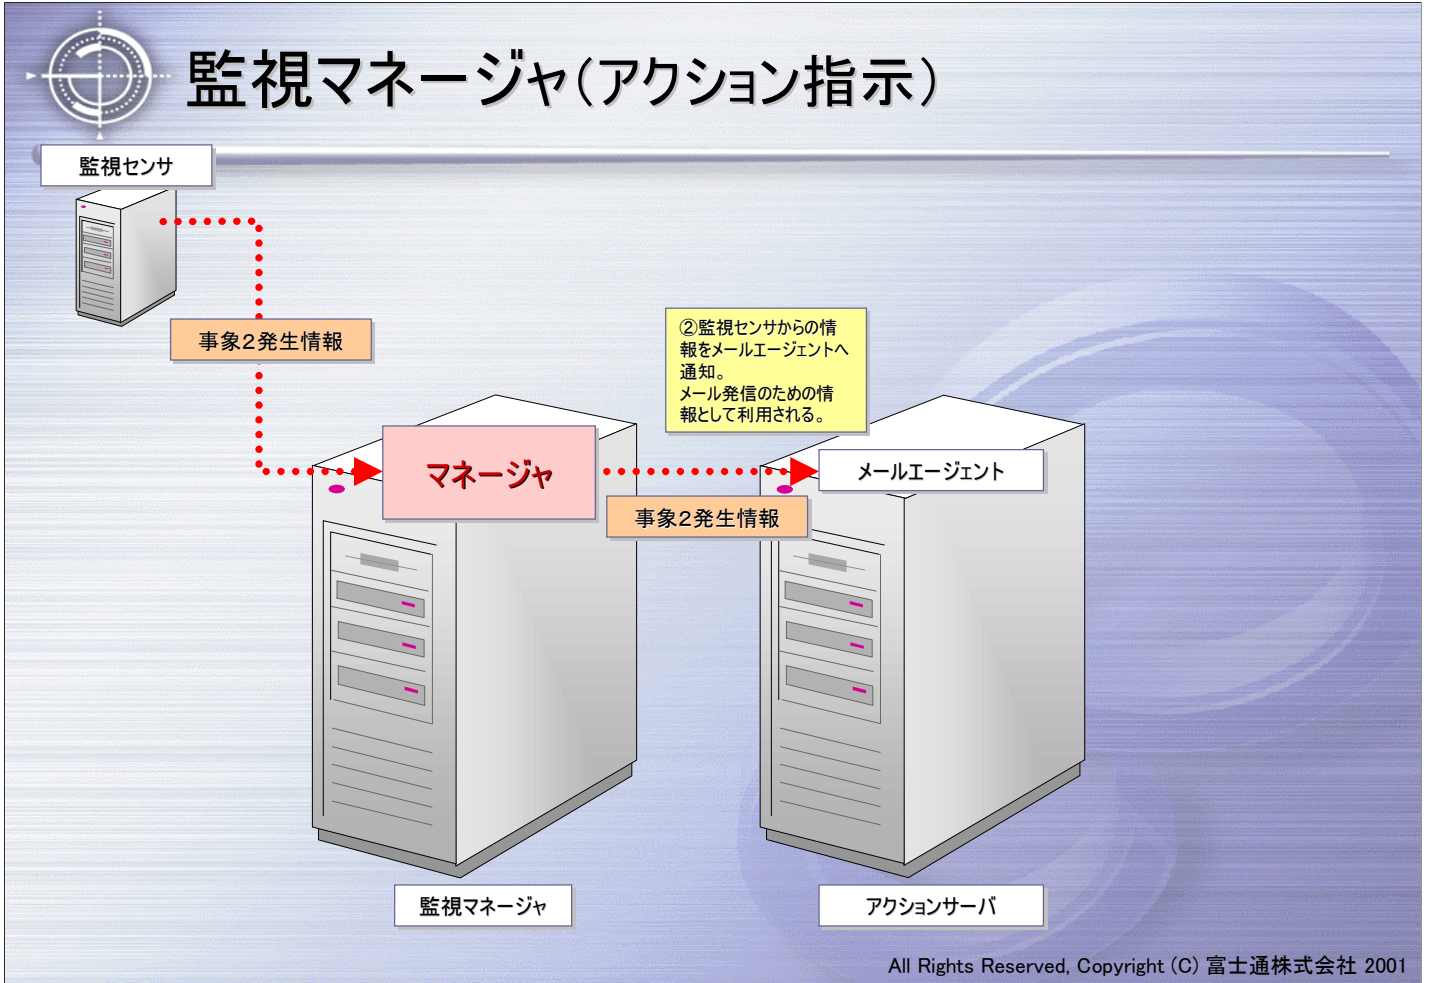 監視マネージャ（アクション指示）
監視センサ
事象２発生情報
②監視センサからの情
報をメールエージェントへ
通知。
メール発信のための情
報として利用される。
マネージャ
メールエージェント
事象２発生情報
監視マネージャ
アクションサーバ
All Rights Reserved, Copyright (C) 富士通株式会社 2001